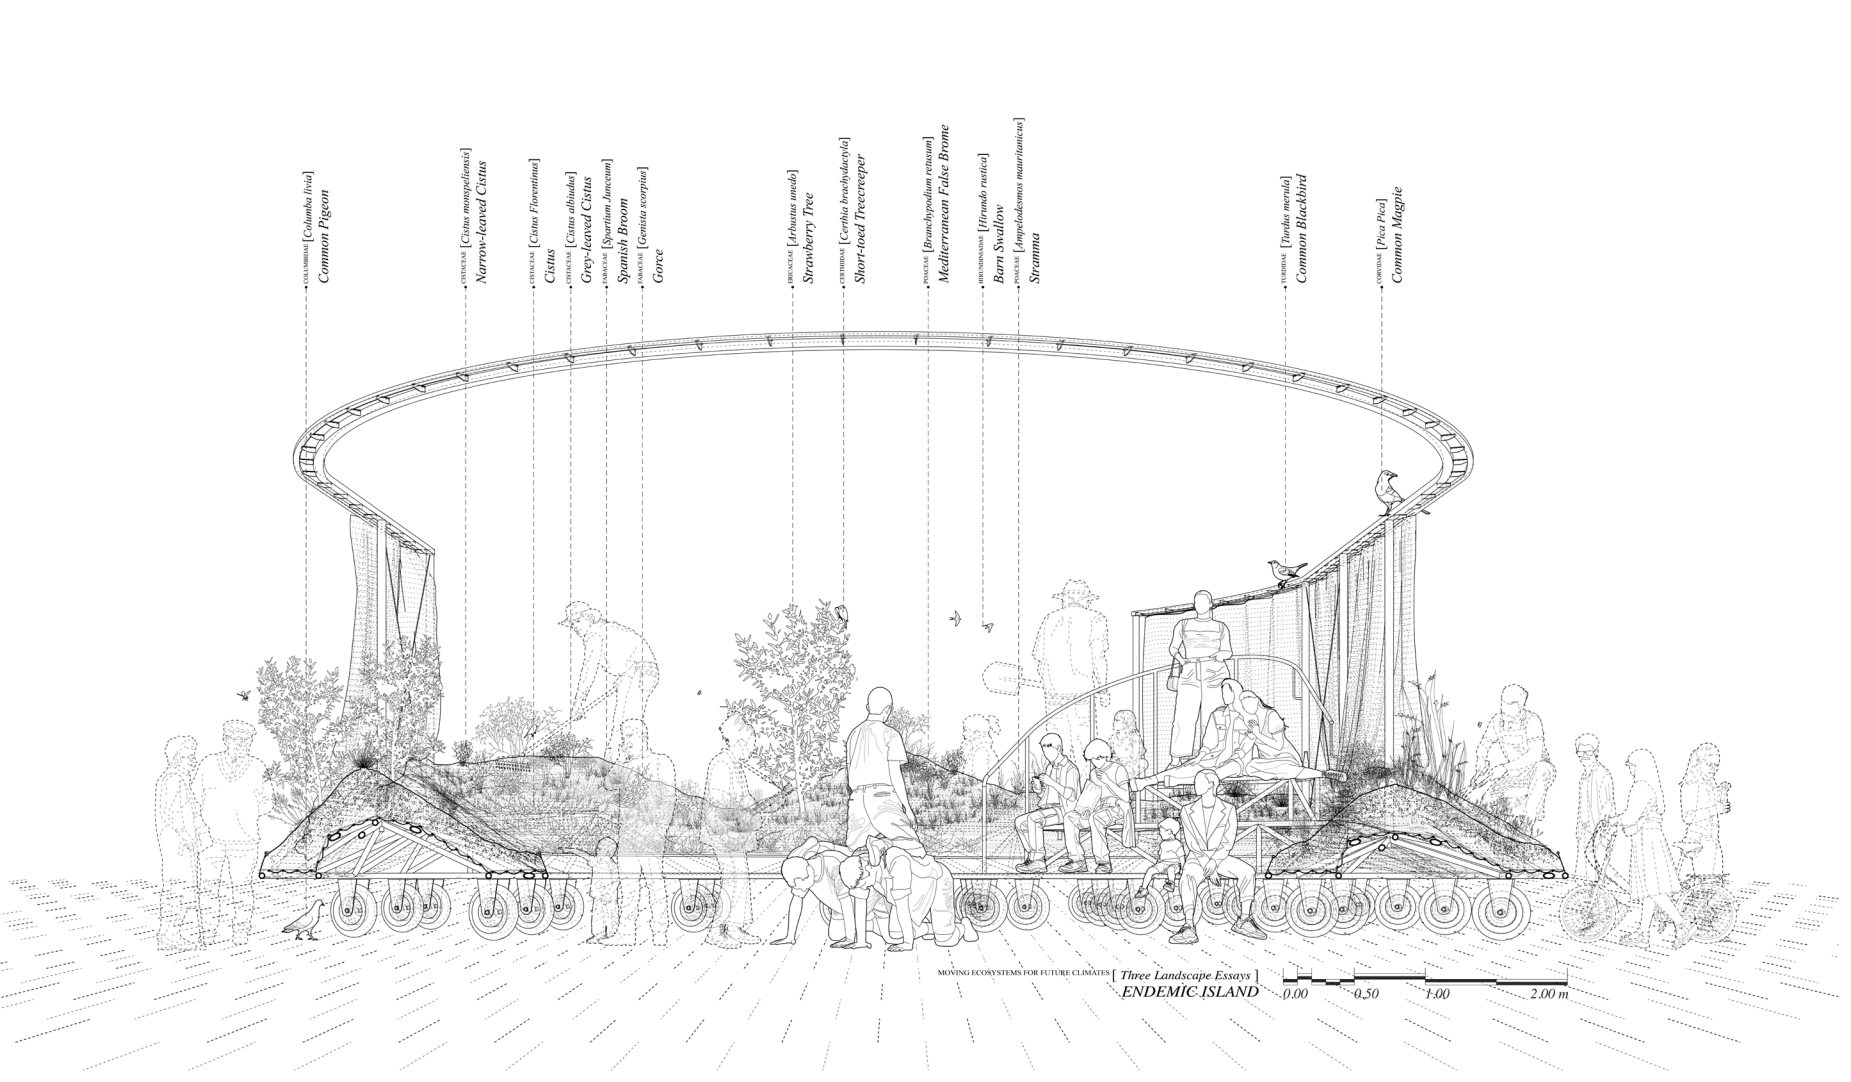 COLUMBIDAE [Columba livia]
Common Pigeon
CISTACEAE [Cistus monspeliensis]
Narrow-leaved Cistus
CISTACEAE [Cistus Florentinus]
Cistus
CISTACEAE [Cistus albiudus]
Grey-leaved Cistus
FABACEAE [Spartium Junceum]
Spanish Broom
FABACEAE [Genista scorpius]
Gorce
ERICACEAE [Arbustus unedo]
Strawberry Tree
CERTHIIDAE [Certhia brachydactyla]
Short-toed Treecreeper
POACEAE [Branchypodium retusum]
Mediterranean False Brome
HIRUNDINIADAE [Hirundo rustica]
Barn Swallow
POACEAE [Ampelodesmos mauritanicus]
Stramma
TURDIDAE [Turdus merula]
Common Blackbird
CORVIDAE [Pica Pica]
Common Magpie
MOVING ECOSYSTEMS FOR FUTURE CLIMATES [ Three Landscape Essays ]
ENDEMIC ISLAND
0.00 0.50 1.00 2.00 m